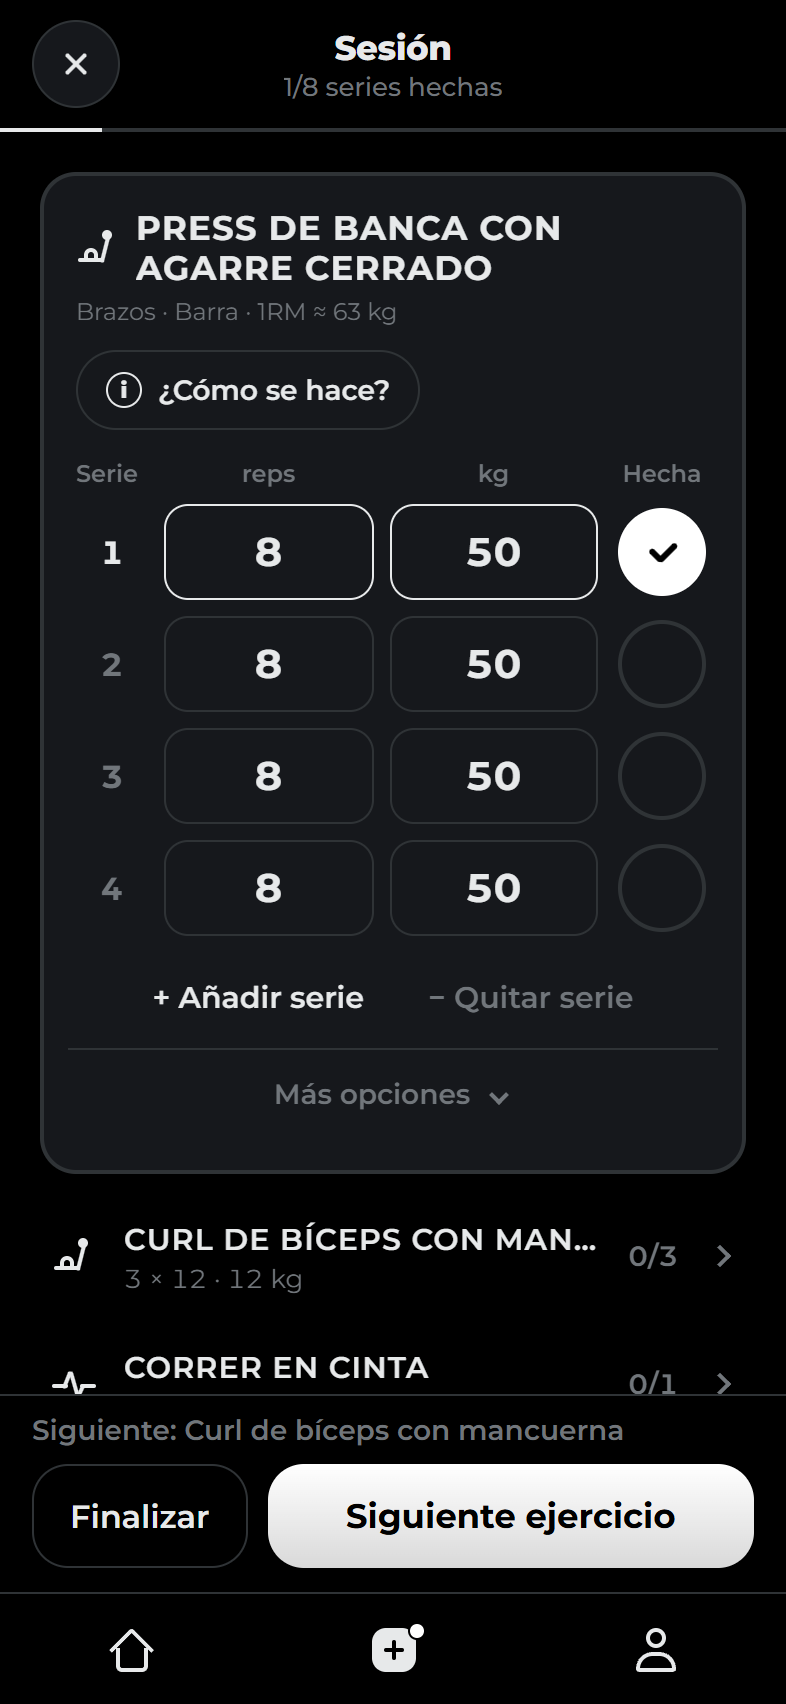 Sesión
1/8 series hechas
PRESS DE BANCA CON
AGARRE CERRADO
Brazos · Barra · 1RM ≈ 63 kg
¿Cómo se hace?
Serie reps kg Hecha
1 8 50
2 8 50
3 8 50
4 8 50
+ Añadir serie − Quitar serie
Más opciones
CURL DE BÍCEPS CON MAN... 0/3
3 × 12 · 12 kg
CORRER EN CINTA 0/1
Siguiente: Curl de bíceps con mancuerna
Finalizar Siguiente ejercicio